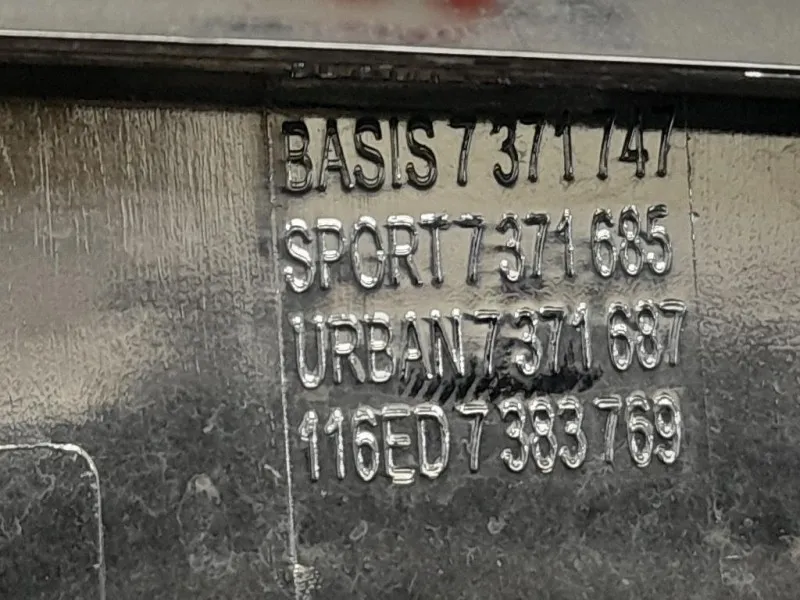 BASIS 7 371 747
SPORT 7 371 685
URBAN 7 371 687
116ED 7 383 769